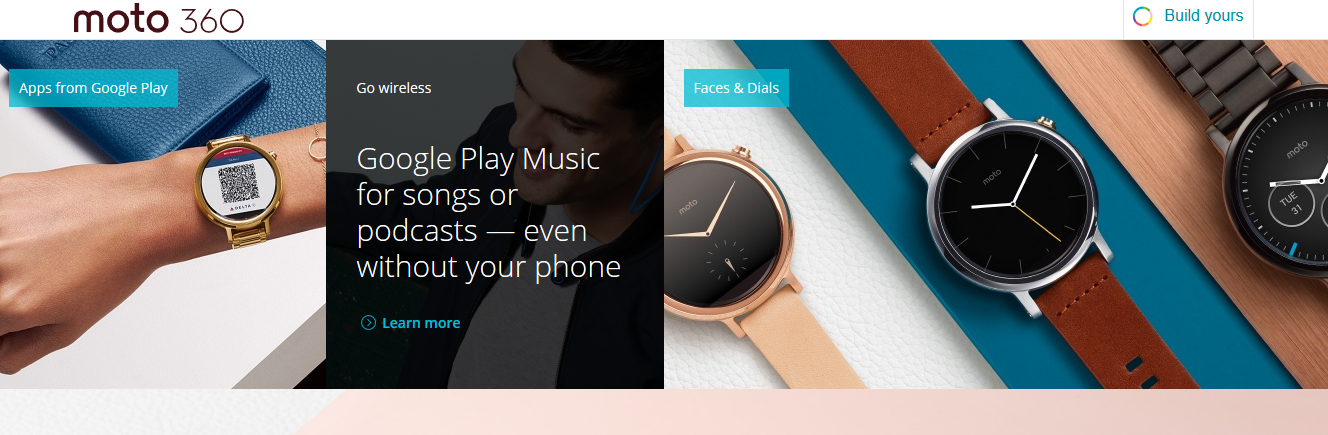 moto 360
Build yours
Apps from Google Play
Go wireless
Google Play Music
for songs or
podcasts — even
without your phone
Learn more
Faces & Dials
DELTA
moto
moto
moto
TUE
31